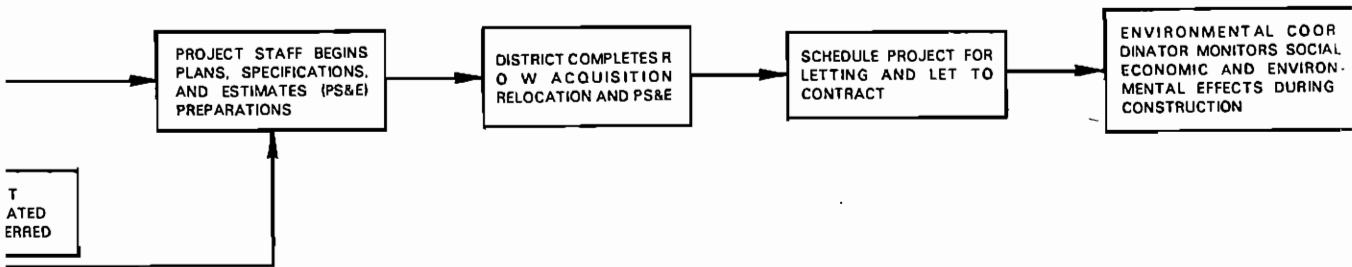 PROJECT STAFF BEGINS
PLANS, SPECIFICATIONS,
AND ESTIMATES (PS&E)
PREPARATIONS
DISTRICT COMPLETES R
O W ACQUISITION
RELOCATION AND PS&E
SCHEDULE PROJECT FOR
LETTING AND LET TO
CONTRACT
ENVIRONMENTAL COOR
DINATOR MONITORS SOCIAL
ECONOMIC AND ENVIRON-
MENTAL EFFECTS DURING
CONSTRUCTION
T
ATED
ERRED